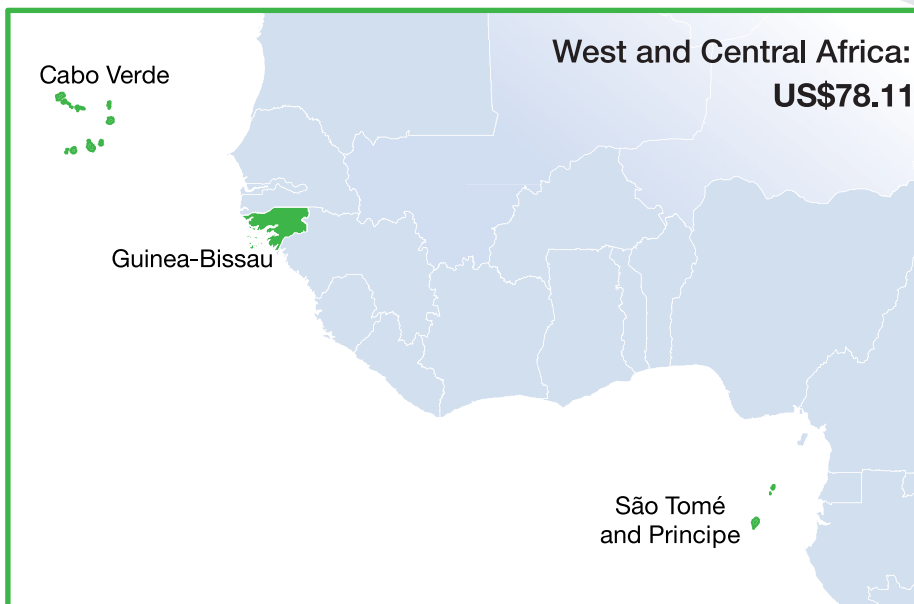 West and Central Africa:
US$78.11
Cabo Verde
Guinea-Bissau
São Tomé
and Principe